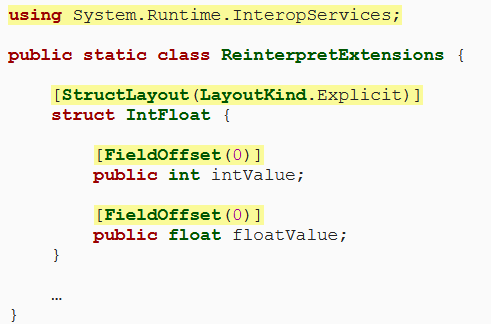 using System.Runtime.InteropServices;
public static class ReinterpretExtensions {
[StructLayout(LayoutKind.Explicit)]
struct IntFloat {
[FieldOffset(0)]
public int intValue;
[FieldOffset(0)]
public float floatValue;
}
…
}